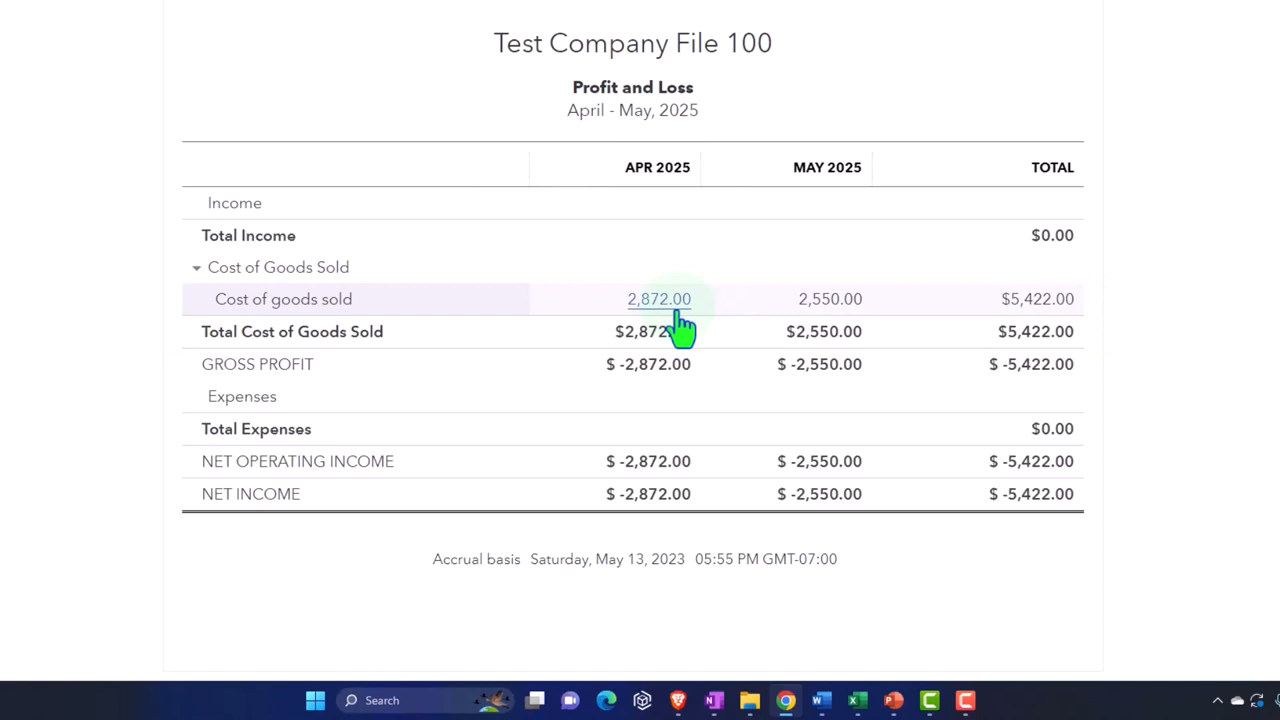 Test Company File 100
Profit and Loss
April - May, 2025
APR 2025 MAY 2025 TOTAL
Income
Total Income $0.00
Cost of Goods Sold
Cost of goods sold 2,872.00 2,550.00 $5,422.00
Total Cost of Goods Sold $2,872. $2,550.00 $5,422.00
GROSS PROFIT $ -2,872.00 $ -2,550.00 $ -5,422.00
Expenses
Total Expenses $0.00
NET OPERATING INCOME $ -2,872.00 $ -2,550.00 $ -5,422.00
NET INCOME $ -2,872.00 $ -2,550.00 $ -5,422.00
Accrual basis Saturday, May 13, 2023 05:55 PM GMT-07:00
Search